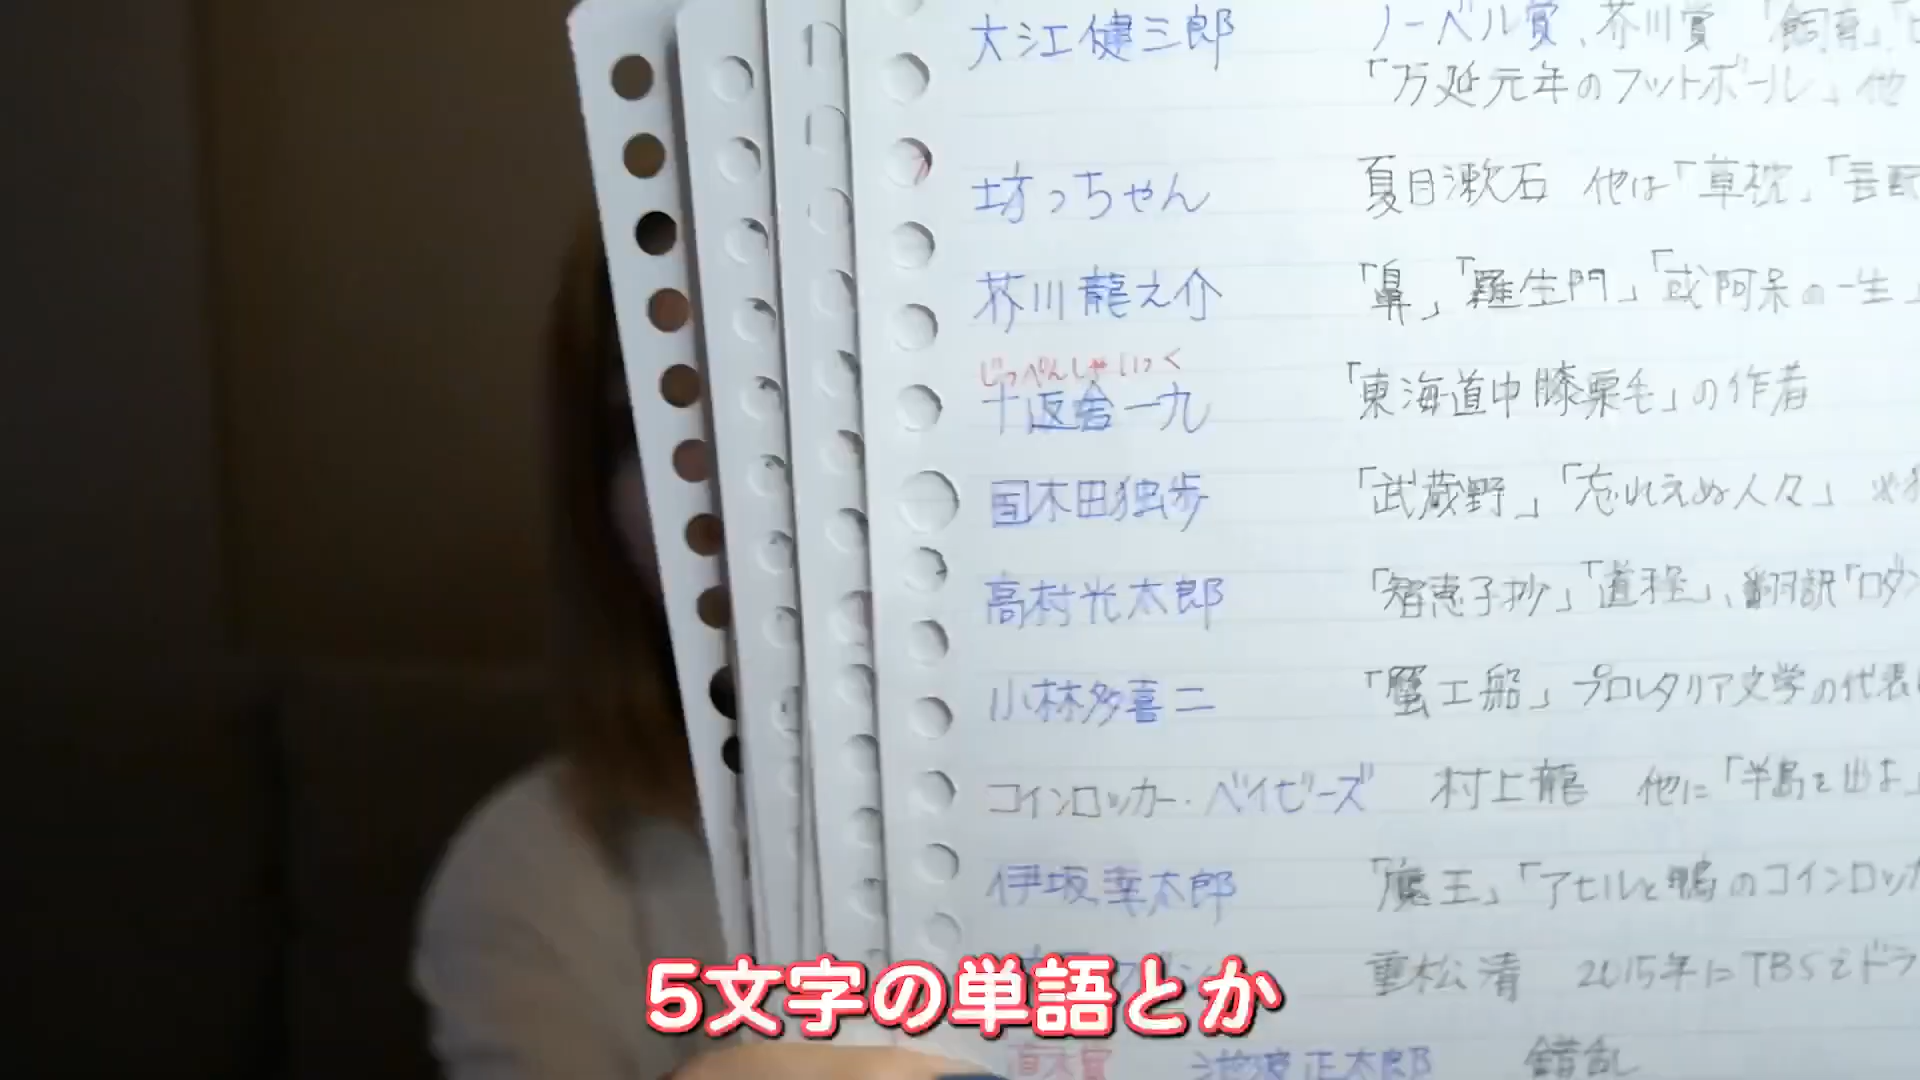 大江健三郎 ノーベル賞、芥川賞「飼育」
「万延元年のフットボール」他
坊っちゃん 夏目漱石 他は「草枕」
芥川龍之介 「鼻」「羅生門」「或阿呆の一生」
じっぺんしゃいっく
十返舎一九 「東海道中膝栗毛」の作者
国木田独歩 「武蔵野」「忘れえぬ人々」
高村光太郎 「智恵子抄」「道程」、翻訳「ロダン
小林多喜二 「蟹工船」プロレタリア文学の代表
コインロッカー・ベイビーズ 村上龍 他に「半島を出よ」
伊坂幸太郎 「魔王」「アヒルと鴨のコインロッカ
重松清 2015年にTBSでドラ
5文字の単語とか
直木賞 池波正太郎 錯乱